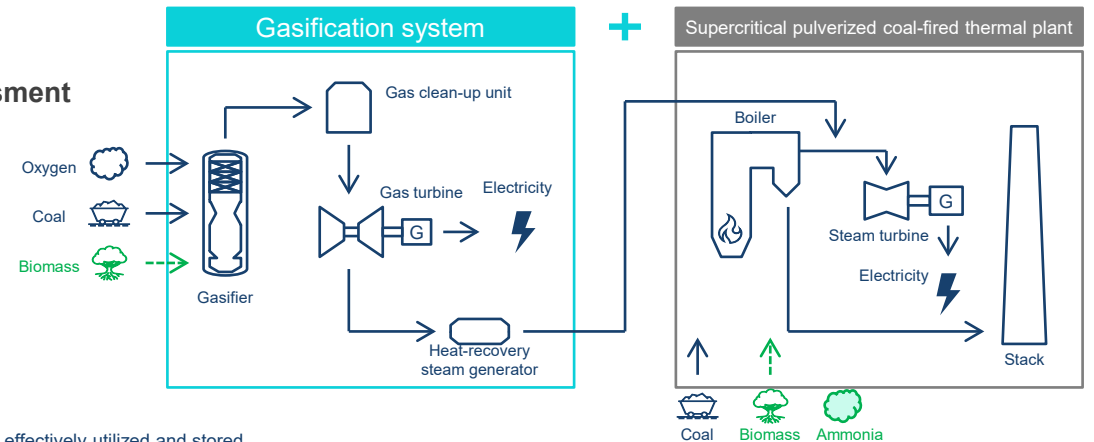 Gasification system
Supercritical pulverized coal-fired thermal plant
Gas clean-up unit
Oxygen
Coal
Biomass
Gasifier
Gas turbine
Electricity
G
Heat-recovery
steam generator
Boiler
G
Steam turbine
Electricity
Stack
Coal
Biomass
Ammonia
effectively utilized and stored